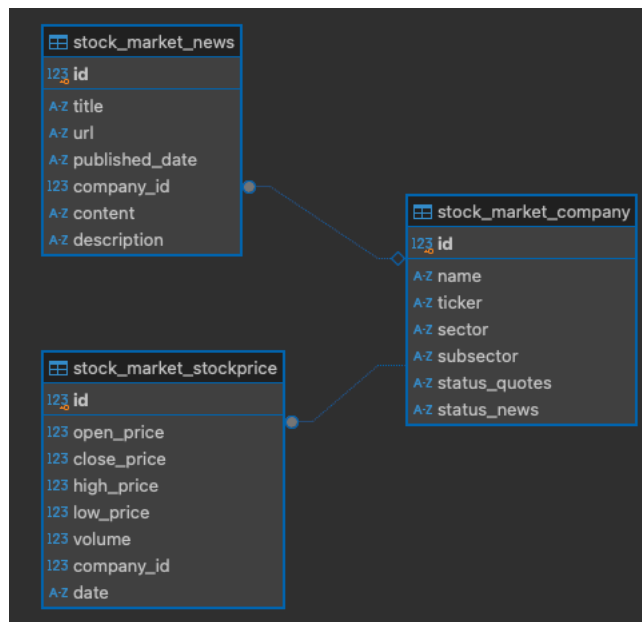 stock_market_news
123 id
A-Z title
A-Z url
A-Z published_date
123 company_id
A-Z content
A-Z description
stock_market_company
123 id
A-Z name
A-Z ticker
A-Z sector
A-Z subsector
A-Z status_quotes
A-Z status_news
stock_market_stockprice
123 id
123 open_price
123 close_price
123 high_price
123 low_price
123 volume
123 company_id
A-Z date